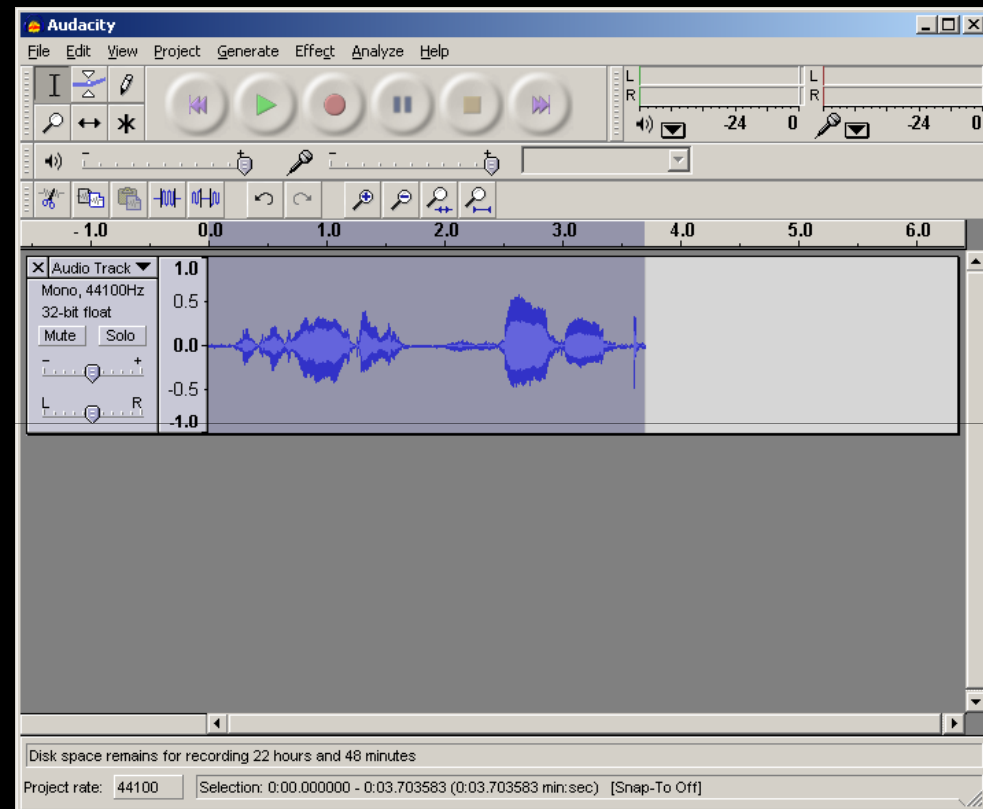 Audacity
File Edit View Project Generate Effect Analyze Help
L L
R R
-24 0 -24 0
- +  - +
- 1.0 0.0 1.0 2.0 3.0 4.0 5.0 6.0
X Audio Track 1.0
Mono, 44100Hz
32-bit float 0.5
Mute Solo
- + 0.0
-0.5
L R
-1.0
Disk space remains for recording 22 hours and 48 minutes
Project rate: 44100 Selection: 0:00.000000 - 0:03.703583 (0:03.703583 min:sec) [Snap-To Off]